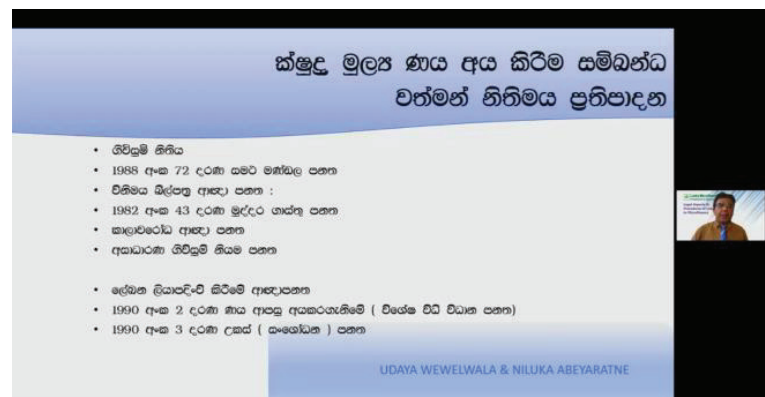 ක්ෂුද්‍ර මූල්‍ය ණය අය කිරීම සම්බන්ධ
වත්මන් නිතිමය ප්‍රතිපාදන
• ගිවිසුම් නීතිය
• 1988 අංක 72 දරණ සමථ මණ්ඩල පනත
• විනිමය බිල්පත්‍ර ආඥා පනත :
• 1982 අංක 43 දරණ මුද්දර ගාස්තු පනත
• කාලාවරෝධ ආඥා පනත
• අසාධාරණ ගිවිසුම් නියම පනත
• ලේඛන ලියාපදිංචි කිරීමේ ආඥාපනත
• 1990 අංක 2 දරණ ණය ආපසු අයකරගැනිමේ ( විශේෂ විධි විධාන පනත)
• 1990 අංක 3 දරණ උකස් ( සංශෝධන ) පනත
UDAYA WEWELWALA & NILUKA ABEYARATNE